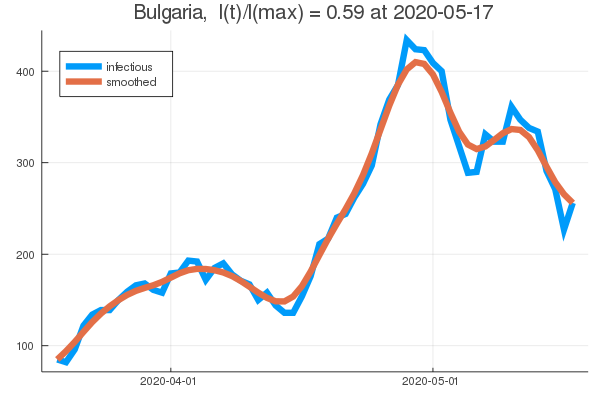 Bulgaria,  I(t)/I(max) = 0.59 at 2020-05-17
infectious
smoothed
400
300
200
100
2020-04-01
2020-05-01